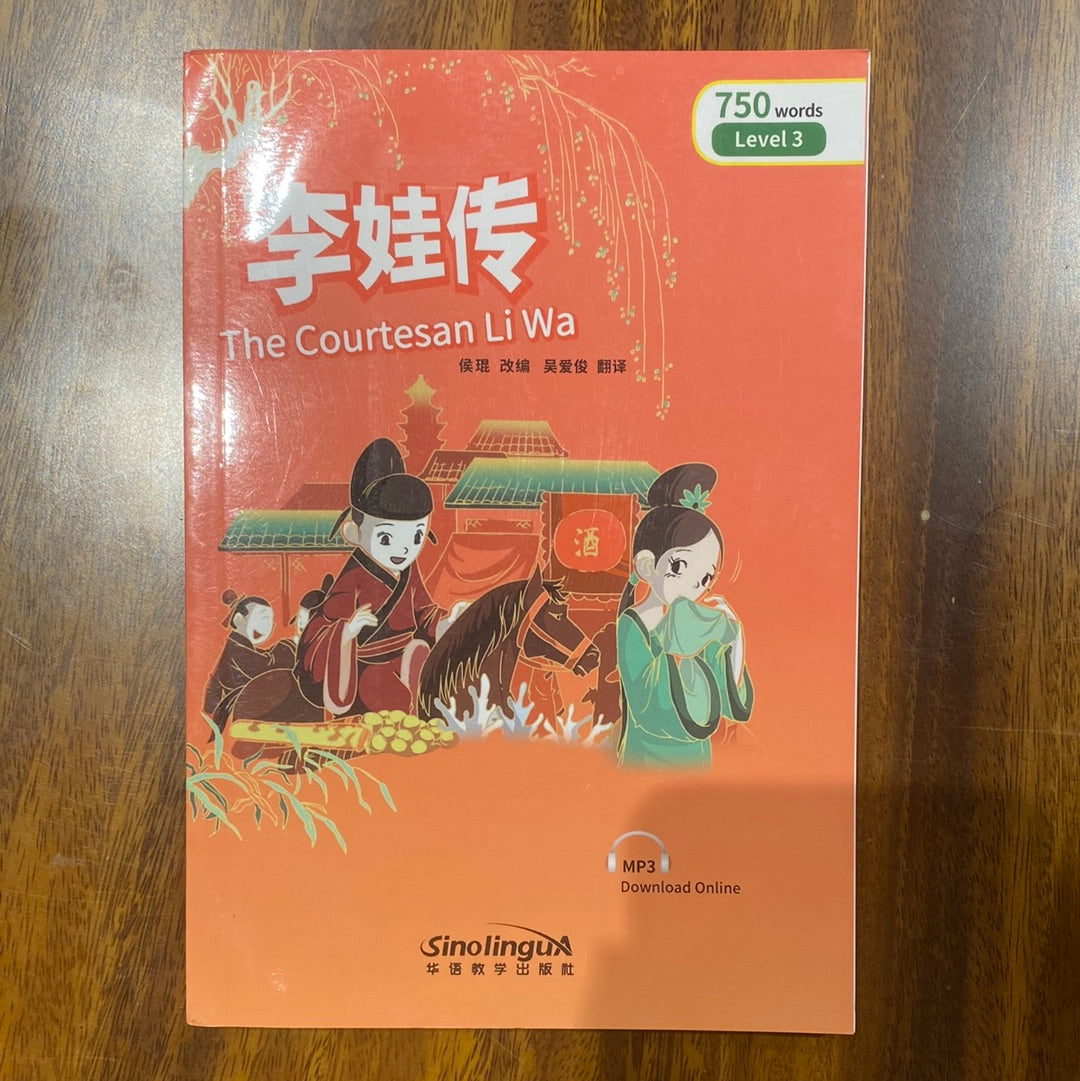 750 words
Level 3
李娃传
The Courtesan Li Wa
侯琨 改编 吴爱俊 翻译
酒
MP3
Download Online
SinolinguA
华语教学出版社